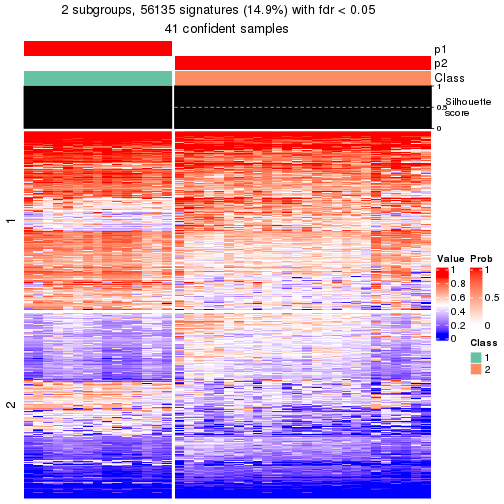 2 subgroups, 56135 signatures (14.9%) with fdr < 0.05
41 confident samples
p1
p2
Class
1
0.5
0
Silhouette
score
1
2
Value
1
0.8
0.6
0.4
0.2
0
Prob
1
0.5
0
Class
1
2